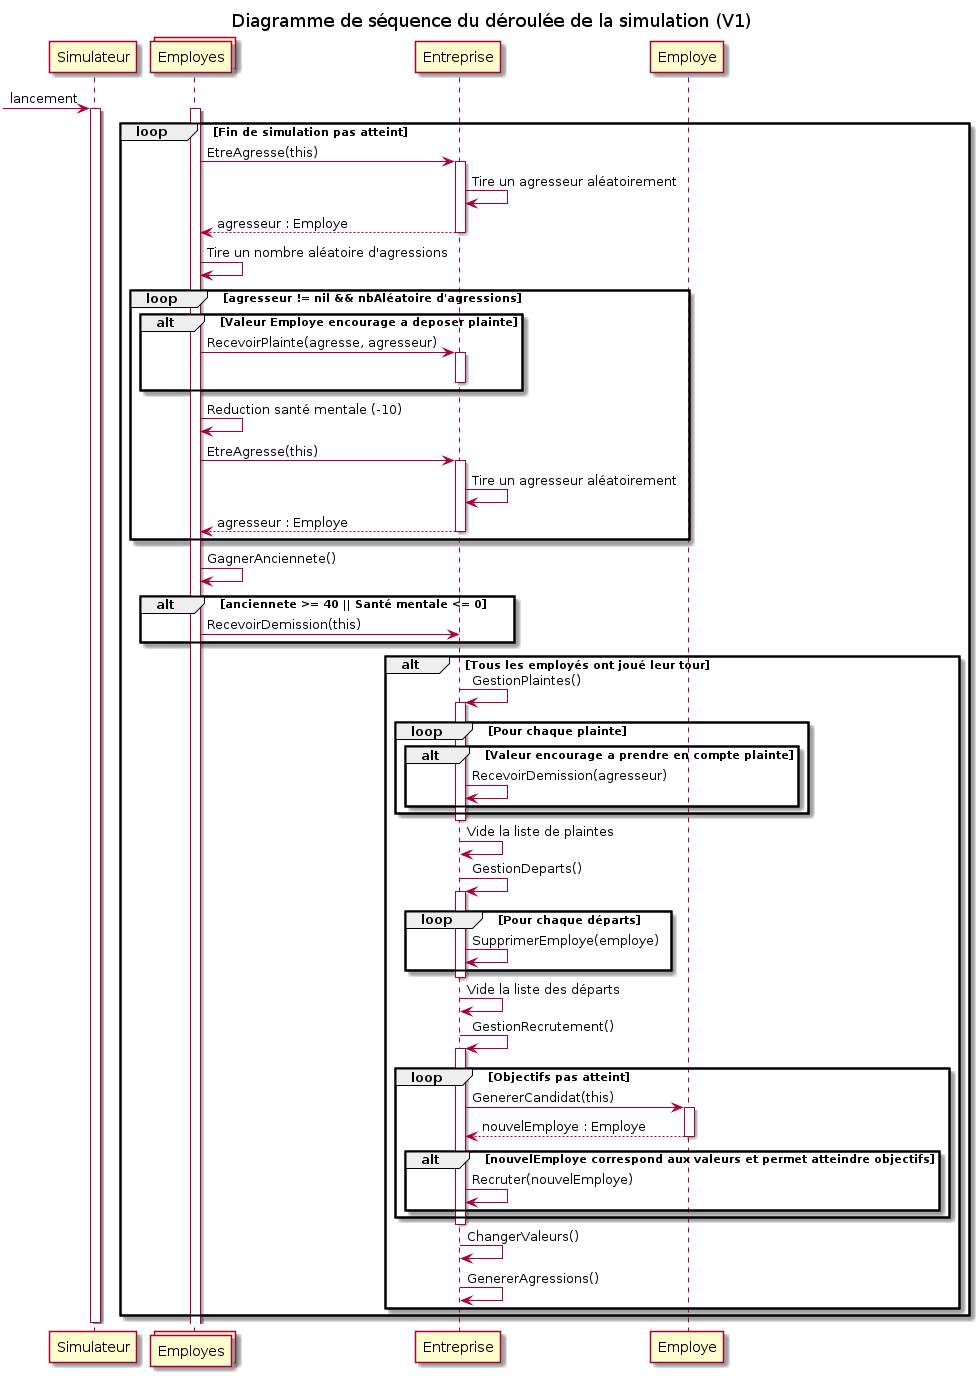 Diagramme de séquence du déroulée de la simulation (V1)
Simulateur
Employes
Entreprise
Employe
lancement
loop
[Fin de simulation pas atteint]
EtreAgresse(this)
Tire un agresseur aléatoirement
agresseur : Employe
Tire un nombre aléatoire d'agressions
loop
[agresseur != nil && nbAléatoire d'agressions]
alt
[Valeur Employe encourage a deposer plainte]
RecevoirPlainte(agresse, agresseur)
Reduction santé mentale (-10)
EtreAgresse(this)
Tire un agresseur aléatoirement
agresseur : Employe
GagnerAnciennete()
alt
[anciennete >= 40 || Santé mentale <= 0]
RecevoirDemission(this)
alt
[Tous les employés ont joué leur tour]
GestionPlaintes()
loop
[Pour chaque plainte]
alt
[Valeur encourage a prendre en compte plainte]
RecevoirDemission(agresseur)
Vide la liste de plaintes
GestionDeparts()
loop
[Pour chaque départs]
SupprimerEmploye(employe)
Vide la liste des départs
GestionRecrutement()
loop
[Objectifs pas atteint]
GenererCandidat(this)
nouvelEmploye : Employe
alt
[nouvelEmploye correspond aux valeurs et permet atteindre objectifs]
Recruter(nouvelEmploye)
ChangerValeurs()
GenererAgressions()
Simulateur
Employes
Entreprise
Employe